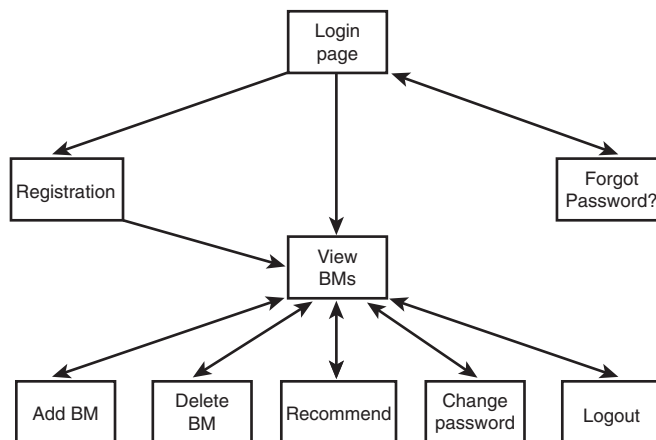 Login
page
Registration
Forgot
Password?
View
BMs
Add BM
Delete
BM
Recommend
Change
password
Logout